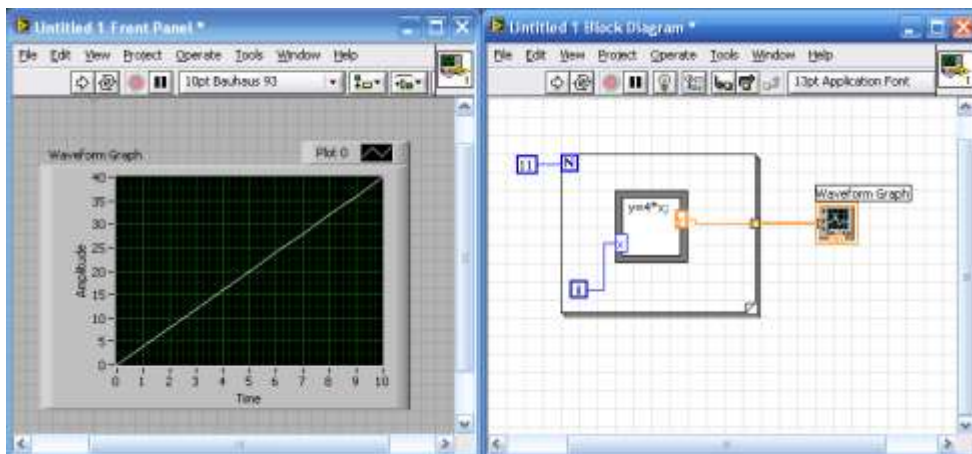 Untitled 1 Front Panel *
File Edit View Project Operate Tools Window Help
10pt Bauhaus 93
1
Waveform Graph
Plot 0
40
35
30
25
20
15
10
5
0
Amplitude
0 1 2 3 4 5 6 7 8 9 10
Time
Untitled 1 Block Diagram *
File Edit View Project Operate Tools Window Help
13pt Application Font
1
11 N
y=4*x;
y
x
i
Waveform Graph